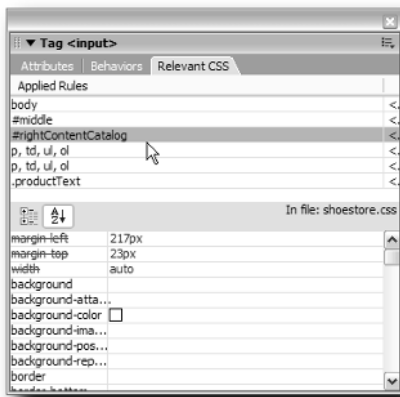 ▼ Tag <input>
Attributes Behaviors Relevant CSS
Applied Rules
body <.
#middle <.
#rightContentCatalog <.
p, td, ul, ol <.
p, td, ul, ol <.
.productText <.
In file: shoestore.css
margin-left 217px
margin-top 23px
width auto
background
background-atta...
background-color
background-ima...
background-pos...
background-rep...
border
border-bottom